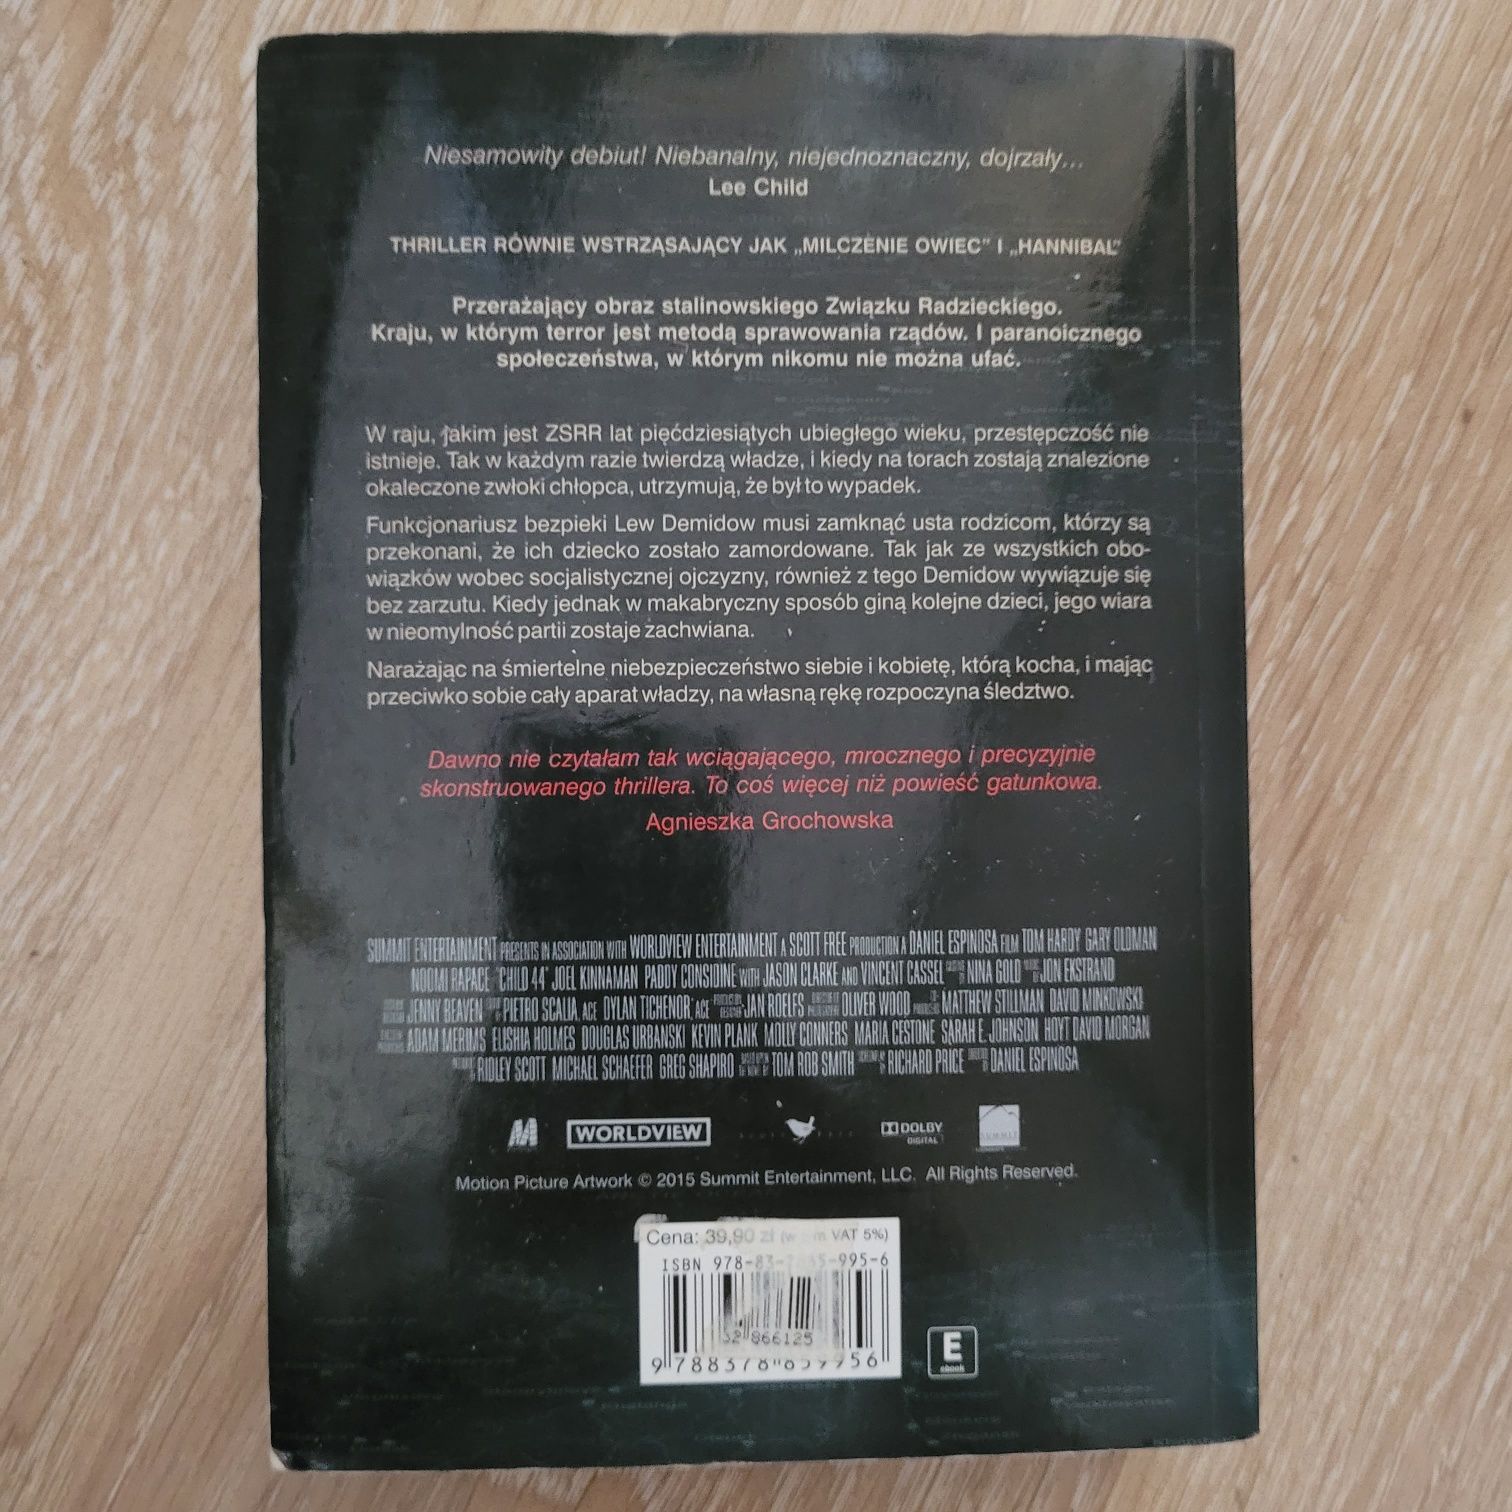 Niesamowity debiut! Niebanalny, niejednoznaczny, dojrzały...
Lee Child
THRILLER RÓWNIE WSTRZĄSAJĄCY JAK „MILCZENIE OWIEC” I „HANNIBAL”
Przerażający obraz stalinowskiego Związku Radzieckiego.
Kraju, w którym terror jest metodą sprawowania rządów. I paranoicznego
społeczeństwa, w którym nikomu nie można ufać.
W raju, jakim jest ZSRR lat pięćdziesiątych ubiegłego wieku, przestępczość nie
istnieje. Tak w każdym razie twierdzą władze, i kiedy na torach zostają znalezione
okaleczone zwłoki chłopca, utrzymują, że był to wypadek.
Funkcjonariusz bezpieki Lew Demidow musi zamknąć usta rodzicom, którzy są
przekonani, że ich dziecko zostało zamordowane. Tak jak ze wszystkich obo-
wiązków wobec socjalistycznej ojczyzny, również z tego Demidow wywiązuje się
bez zarzutu. Kiedy jednak w makabryczny sposób giną kolejne dzieci, jego wiara
w nieomylność partii zostaje zachwiana.
Narażając na śmiertelne niebezpieczeństwo siebie i kobietę, którą kocha, i mając
przeciwko sobie cały aparat władzy, na własną rękę rozpoczyna śledztwo.
Dawno nie czytałam tak wciągającego, mrocznego i precyzyjnie
skonstruowanego thrillera. To coś więcej niż powieść gatunkowa.
Agnieszka Grochowska
SUMMIT ENTERTAINMENT PRESENTS IN ASSOCIATION WITH WORLDVIEW ENTERTAINMENT A SCOTT FREE PRODUCTION A DANIEL ESPINOSA FILM TOM HARDY GARY OLDMAN
NOOMI RAPACE "CHILD 44" JOEL KINNAMAN PADDY CONSIDINE WITH JASON CLARKE AND VINCENT CASSEL NINA GOLD JON EKSTRAND
JENNY BEAVEN PIETRO SCALIA, ACE DYLAN TICHENOR, ACE JAN ROELFS OLIVER WOOD MATTHEW STILLMAN DAVID MINKOWSKI
ADAM MERIMS ELISHA HOLMES DOUGLAS URBANSKI KEVIN PLANK MOLLY CONNERS MARIA CESTONE SARAH E. JOHNSON HOYT DAVID MORGAN
RIDLEY SCOTT MICHAEL SCHAEFER GREG SHAPIRO TOM ROB SMITH RICHARD PRICE DANIEL ESPINOSA
WORLDVIEW
DOLBY
DIGITAL
SUMMIT
Motion Picture Artwork © 2015 Summit Entertainment, LLC. All Rights Reserved.
Cena: 39,90 zł VAT 5%)
ISBN 978-83-
995-6
866125
E
ebook